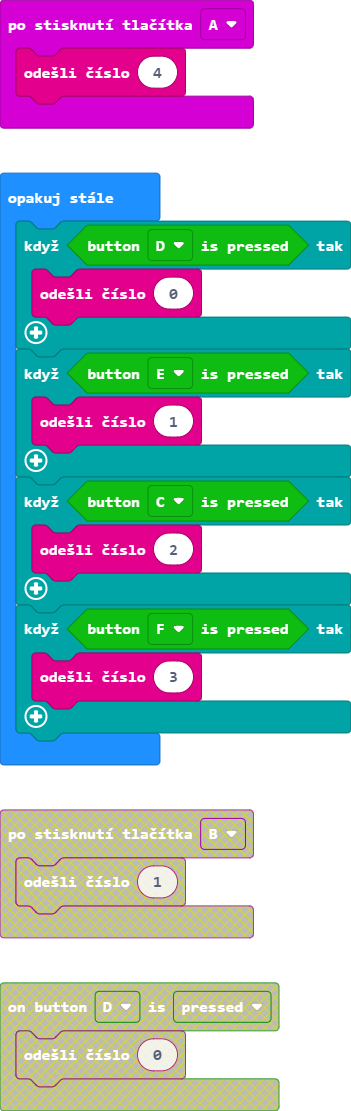 po stisknutí tlačítka A
odešli číslo 4
opakuj stále
když button D is pressed tak
odešli číslo 0
když button E is pressed tak
odešli číslo 1
když button C is pressed tak
odešli číslo 2
když button F is pressed tak
odešli číslo 3
po stisknutí tlačítka B
odešli číslo 1
on button D is pressed
odešli číslo 0